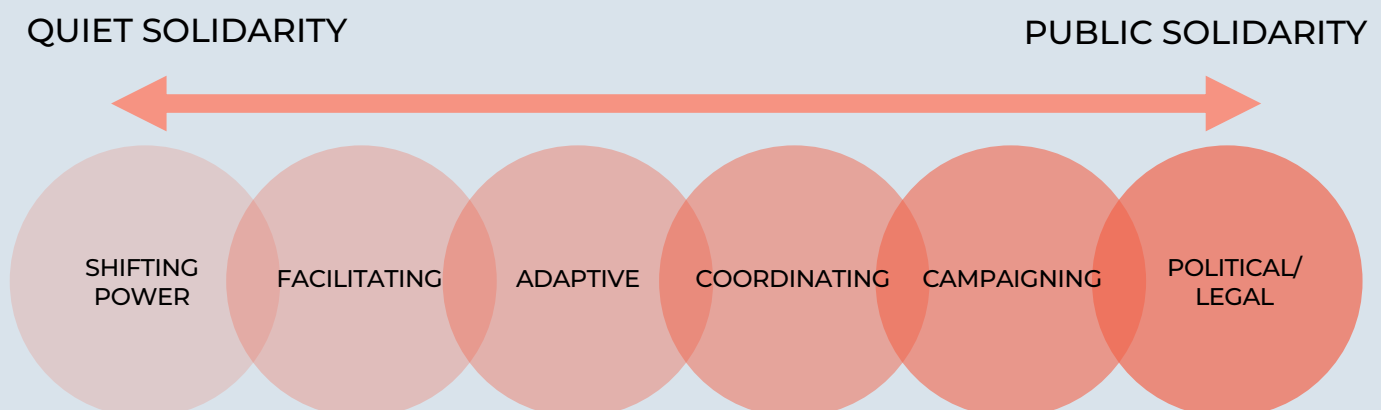 QUIET SOLIDARITY
PUBLIC SOLIDARITY
SHIFTING
POWER
FACILITATING
ADAPTIVE
COORDINATING
CAMPAIGNING
POLITICAL/
LEGAL